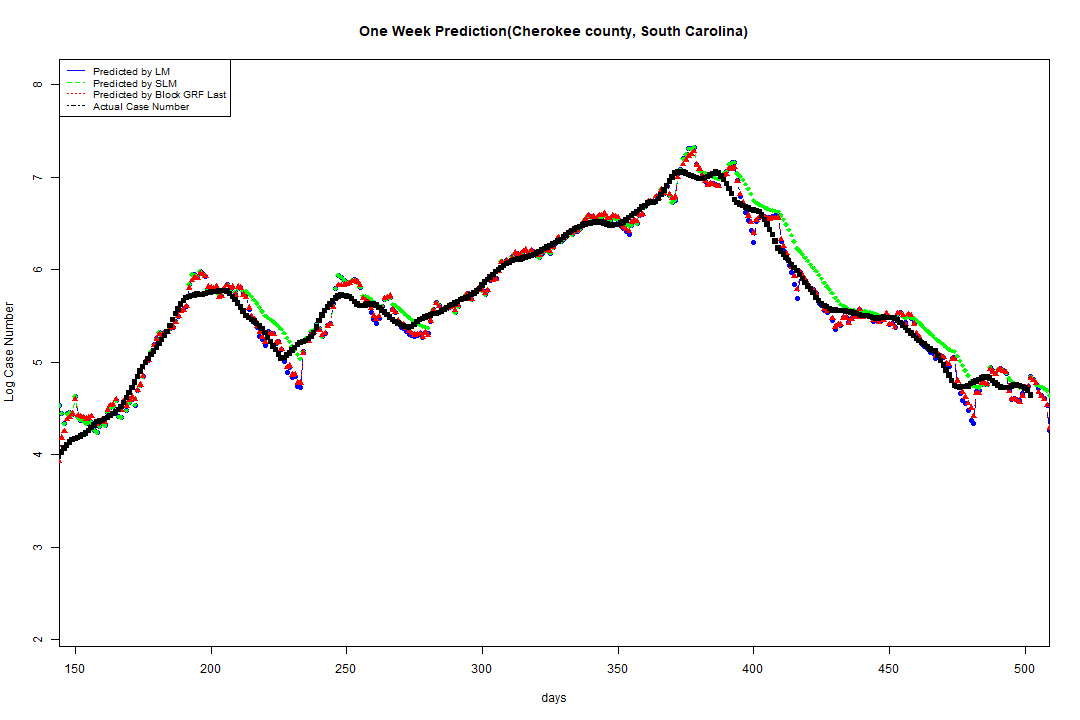 One Week Prediction(Cherokee county, South Carolina)
Predicted by LM
Predicted by SLM
Predicted by Block GRF Last
Actual Case Number
8
7
6
5
4
3
2
Log Case Number
150 200 250 300 350 400 450 500
days